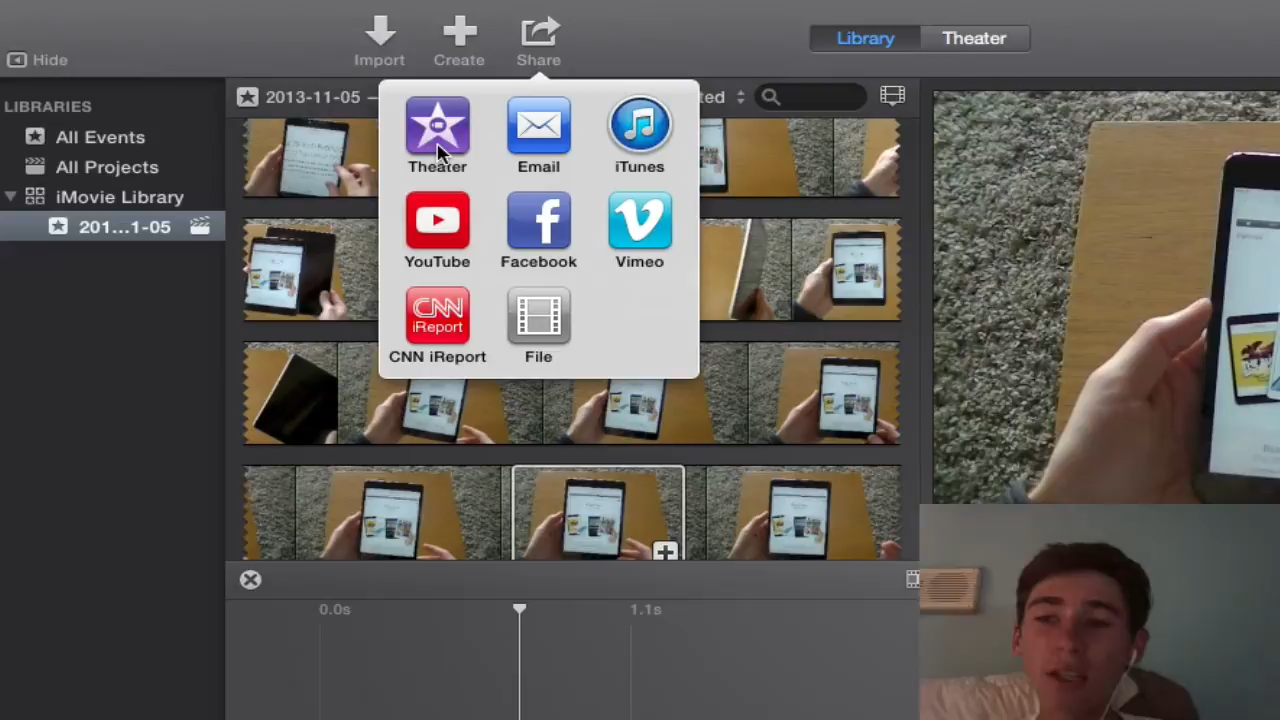 Hide
Import
Create
Share
Library
Theater
LIBRARIES
All Events
All Projects
iMovie Library
201...1-05
2013-11-05 –
ted
Theater
Email
iTunes
YouTube
Facebook
Vimeo
CNN
iReport
CNN iReport
File
0.0s
1.1s